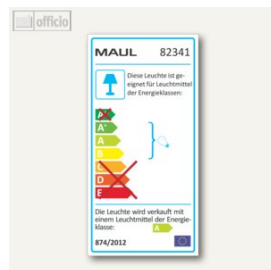 officio
MAUL 82341
Diese Leuchte ist ge-
eignet für Leuchtmittel
der Energieklassen:
A⁺
A
B
C
D
E
Die Leuchte wird verkauft mit
einem Leuchtmittel der Energie-
klasse: A
874/2012